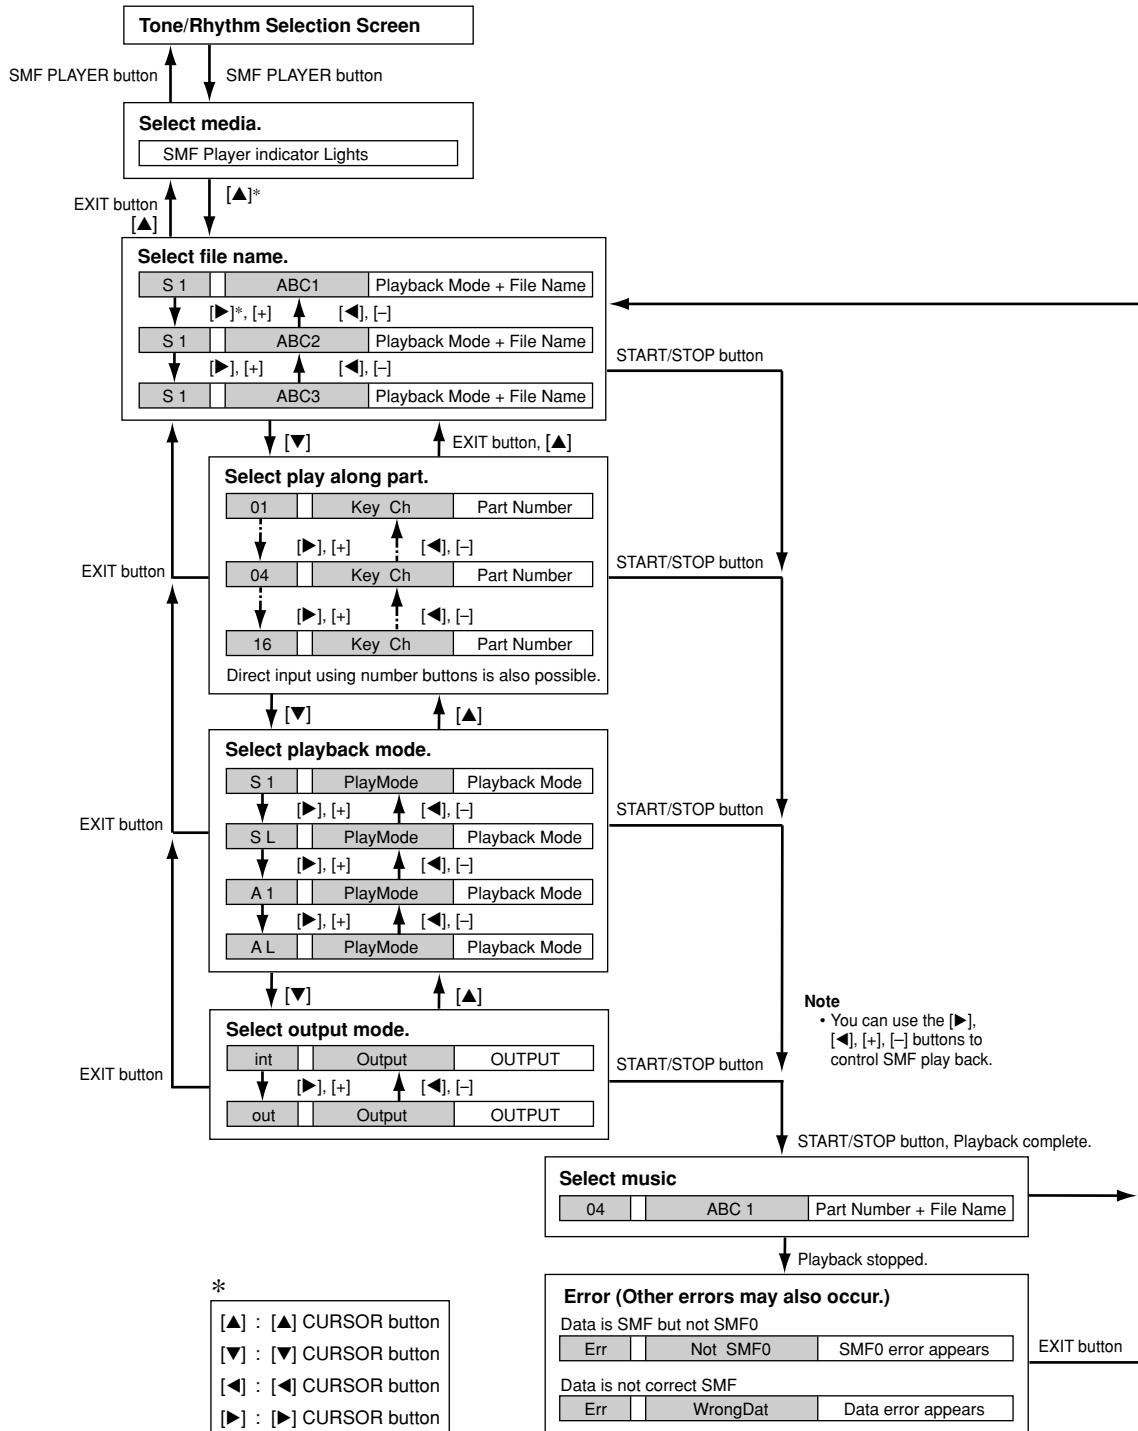 Tone/Rhythm Selection Screen
SMF PLAYER button
SMF PLAYER button
Select media.
SMF Player indicator Lights
EXIT button
[▲]
[▲]*
Select file name.
S 1 ABC1 Playback Mode + File Name
[▶]*, [+] [◀], [–]
S 1 ABC2 Playback Mode + File Name
[▶], [+] [◀], [–]
S 1 ABC3 Playback Mode + File Name
START/STOP button
[▼]
EXIT button, [▲]
Select play along part.
01 Key Ch Part Number
[▶], [+] [◀], [–]
04 Key Ch Part Number
[▶], [+] [◀], [–]
16 Key Ch Part Number
Direct input using number buttons is also possible.
EXIT button
START/STOP button
[▼]
[▲]
Select playback mode.
S 1 PlayMode Playback Mode
[▶], [+] [◀], [–]
S L PlayMode Playback Mode
[▶], [+] [◀], [–]
A 1 PlayMode Playback Mode
[▶], [+] [◀], [–]
A L PlayMode Playback Mode
EXIT button
START/STOP button
[▼]
[▲]
Select output mode.
int Output OUTPUT
[▶], [+] [◀], [–]
out Output OUTPUT
EXIT button
START/STOP button
Note
• You can use the [▶],
[◀], [+], [–] buttons to
control SMF play back.
START/STOP button, Playback complete.
Select music
04 ABC 1 Part Number + File Name
Playback stopped.
Error (Other errors may also occur.)
Data is SMF but not SMF0
Err Not SMF0 SMF0 error appears
Data is not correct SMF
Err WrongDat Data error appears
EXIT button
*
[▲] : [▲] CURSOR button
[▼] : [▼] CURSOR button
[◀] : [◀] CURSOR button
[▶] : [▶] CURSOR button